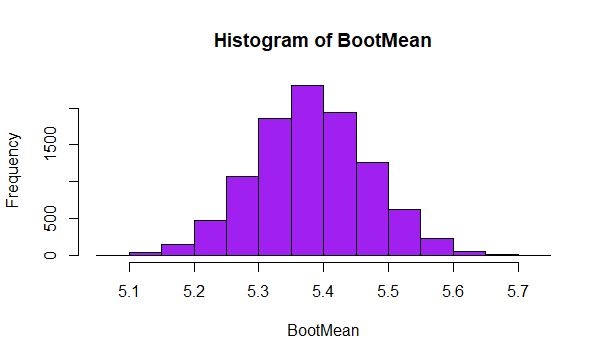 Histogram of BootMean
Frequency
1500
500
0
5.1 5.2 5.3 5.4 5.5 5.6 5.7
BootMean